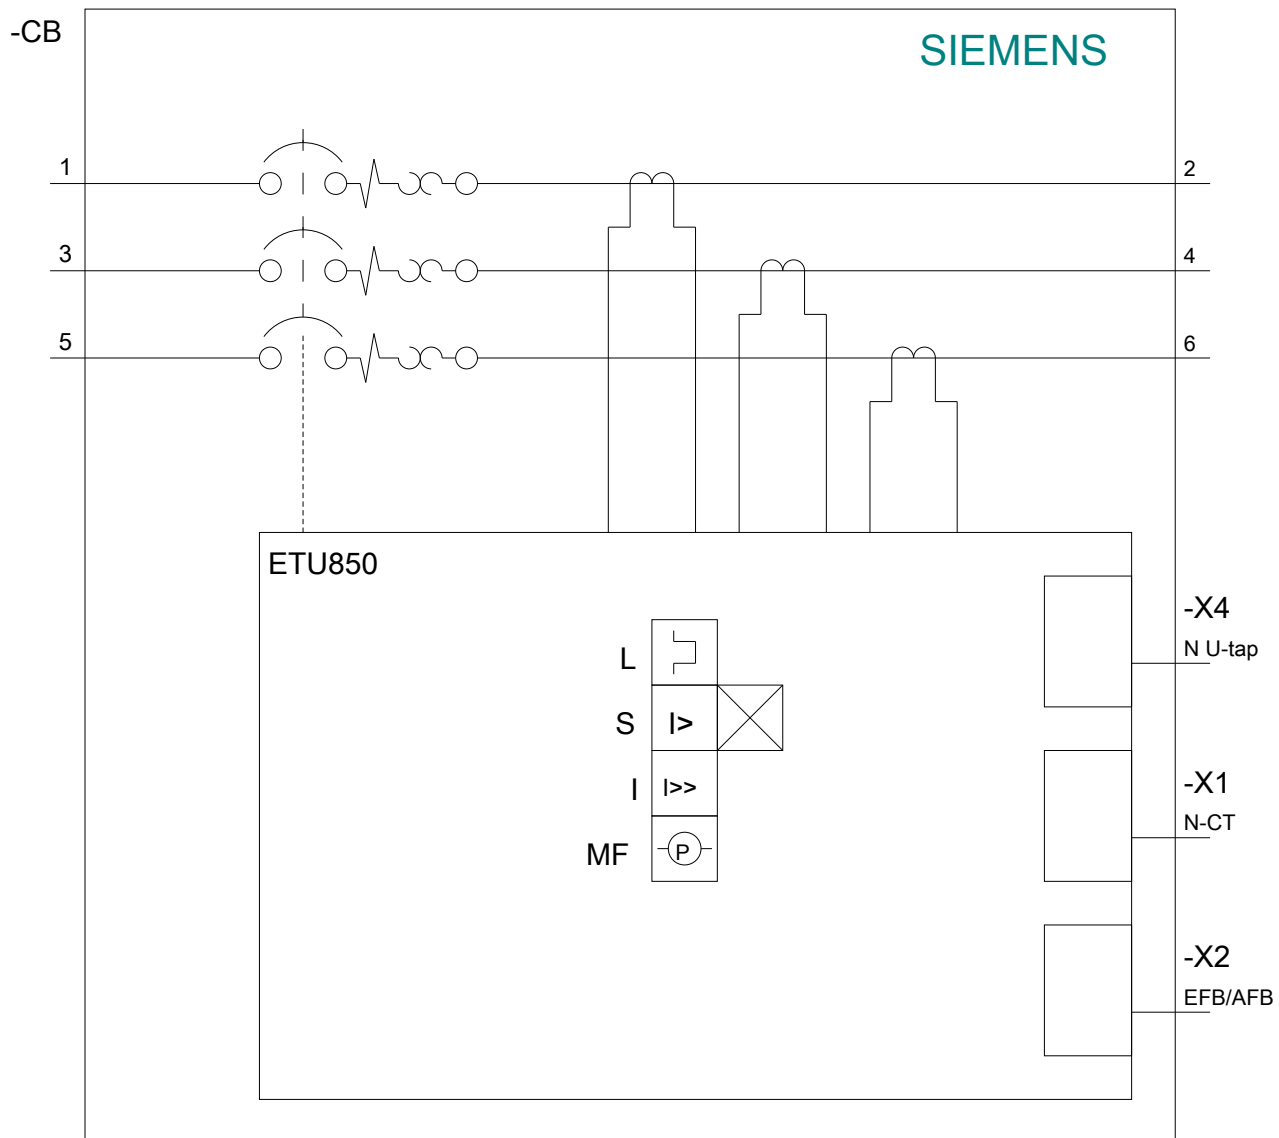 -CB
SIEMENS
1
2
3
4
5
6
ETU850
-X4
N U-tap
L
S
I>
I
I>>
-X1
N-CT
MF
P
-X2
EFB/AFB